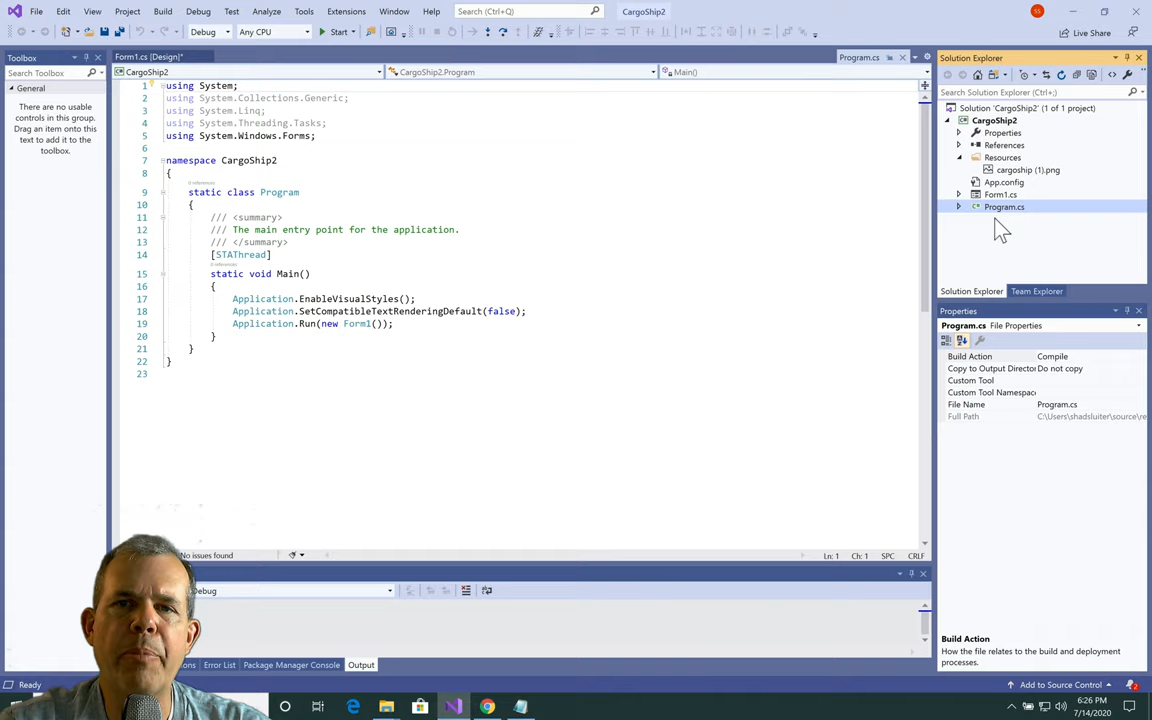 File Edit View Project Build Debug Test Analyze Tools Extensions Window Help Search (Ctrl+Q) CargoShip2 SS
Debug Any CPU Start Live Share
Toolbox
Search Toolbox
General
There are no usable
controls in this group.
Drag an item onto this
text to add it to the
toolbox.
Form1.cs [Design]* Program.cs
CargoShip2 CargoShip2.Program Main()
1 using System;
2 using System.Collections.Generic;
3 using System.Linq;
4 using System.Threading.Tasks;
5 using System.Windows.Forms;
6
7 namespace CargoShip2
8 {
0 references
9 static class Program
10 {
11 /// <summary>
12 /// The main entry point for the application.
13 /// </summary>
14 [STAThread]
0 references
15 static void Main()
16 {
17 Application.EnableVisualStyles();
18 Application.SetCompatibleTextRenderingDefault(false);
19 Application.Run(new Form1());
20 }
21 }
22 }
23
No issues found Ln: 1 Ch: 1 SPC CRLF
Debug
Error List Package Manager Console Output
Solution Explorer
Search Solution Explorer (Ctrl+;)
Solution 'CargoShip2' (1 of 1 project)
CargoShip2
Properties
References
Resources
cargoship (1).png
App.config
Form1.cs
Program.cs
Solution Explorer Team Explorer
Properties
Program.cs File Properties
Build Action Compile
Copy to Output Director Do not copy
Custom Tool
Custom Tool Namespac
File Name Program.cs
Full Path C:\Users\shadsluiter\source\re
Build Action
How the file relates to the build and deployment
processes.
Ready Add to Source Control 2
6:26 PM
7/14/2020